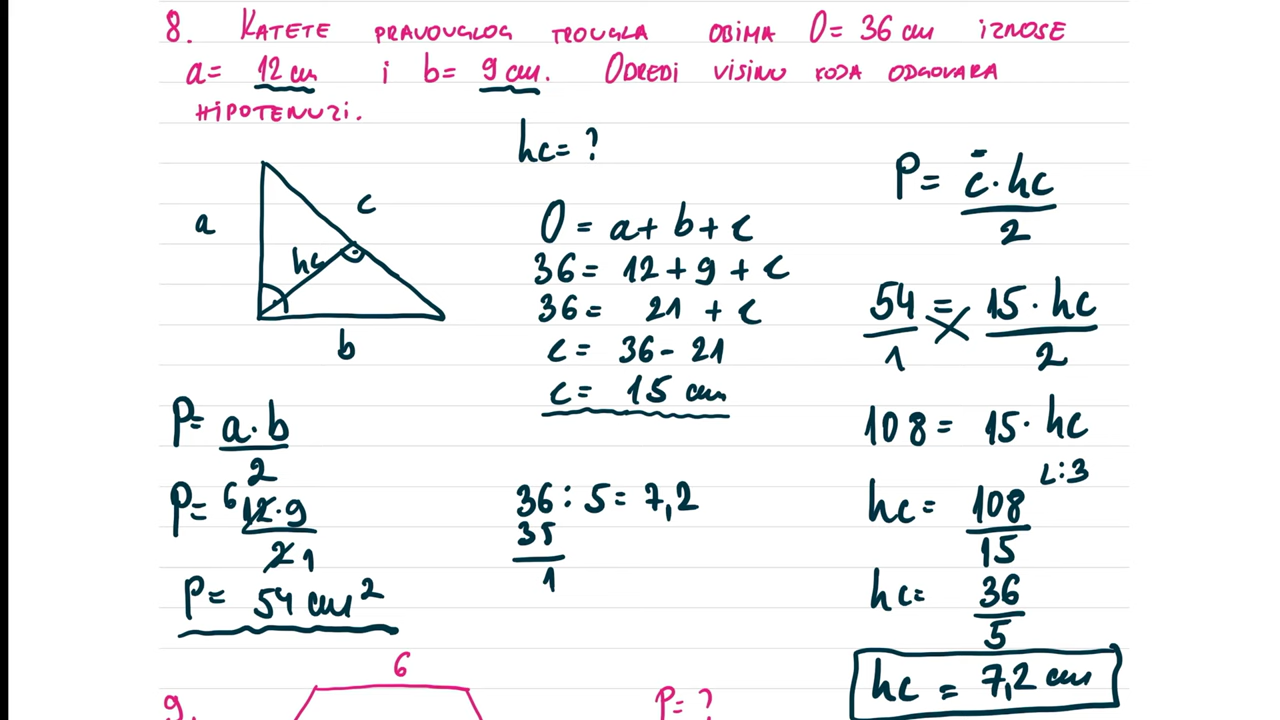 8. KATETE PRAVOUGLOG TROUGLA OBIMA O= 36 cm IZNOSE
a= 12 cm I b= 9 cm. ODREDI VISINU KOJA ODGOVARA
HIPOTENUZI.
hc= ?
a
c
hc
b
O = a+ b+ c
36= 12+9+c
36= 21 + c
c= 36-21
c= 15 cm
P= a·b/2
P= 6 12·9/2 1
P= 54 cm²
36:5=7,2
35
1
P= c·hc/2
54/1 = 15·hc/2
108= 15·hc
hc= 108/15 L:3
hc= 36/5
hc = 7,2 cm
6
9.
P= ?